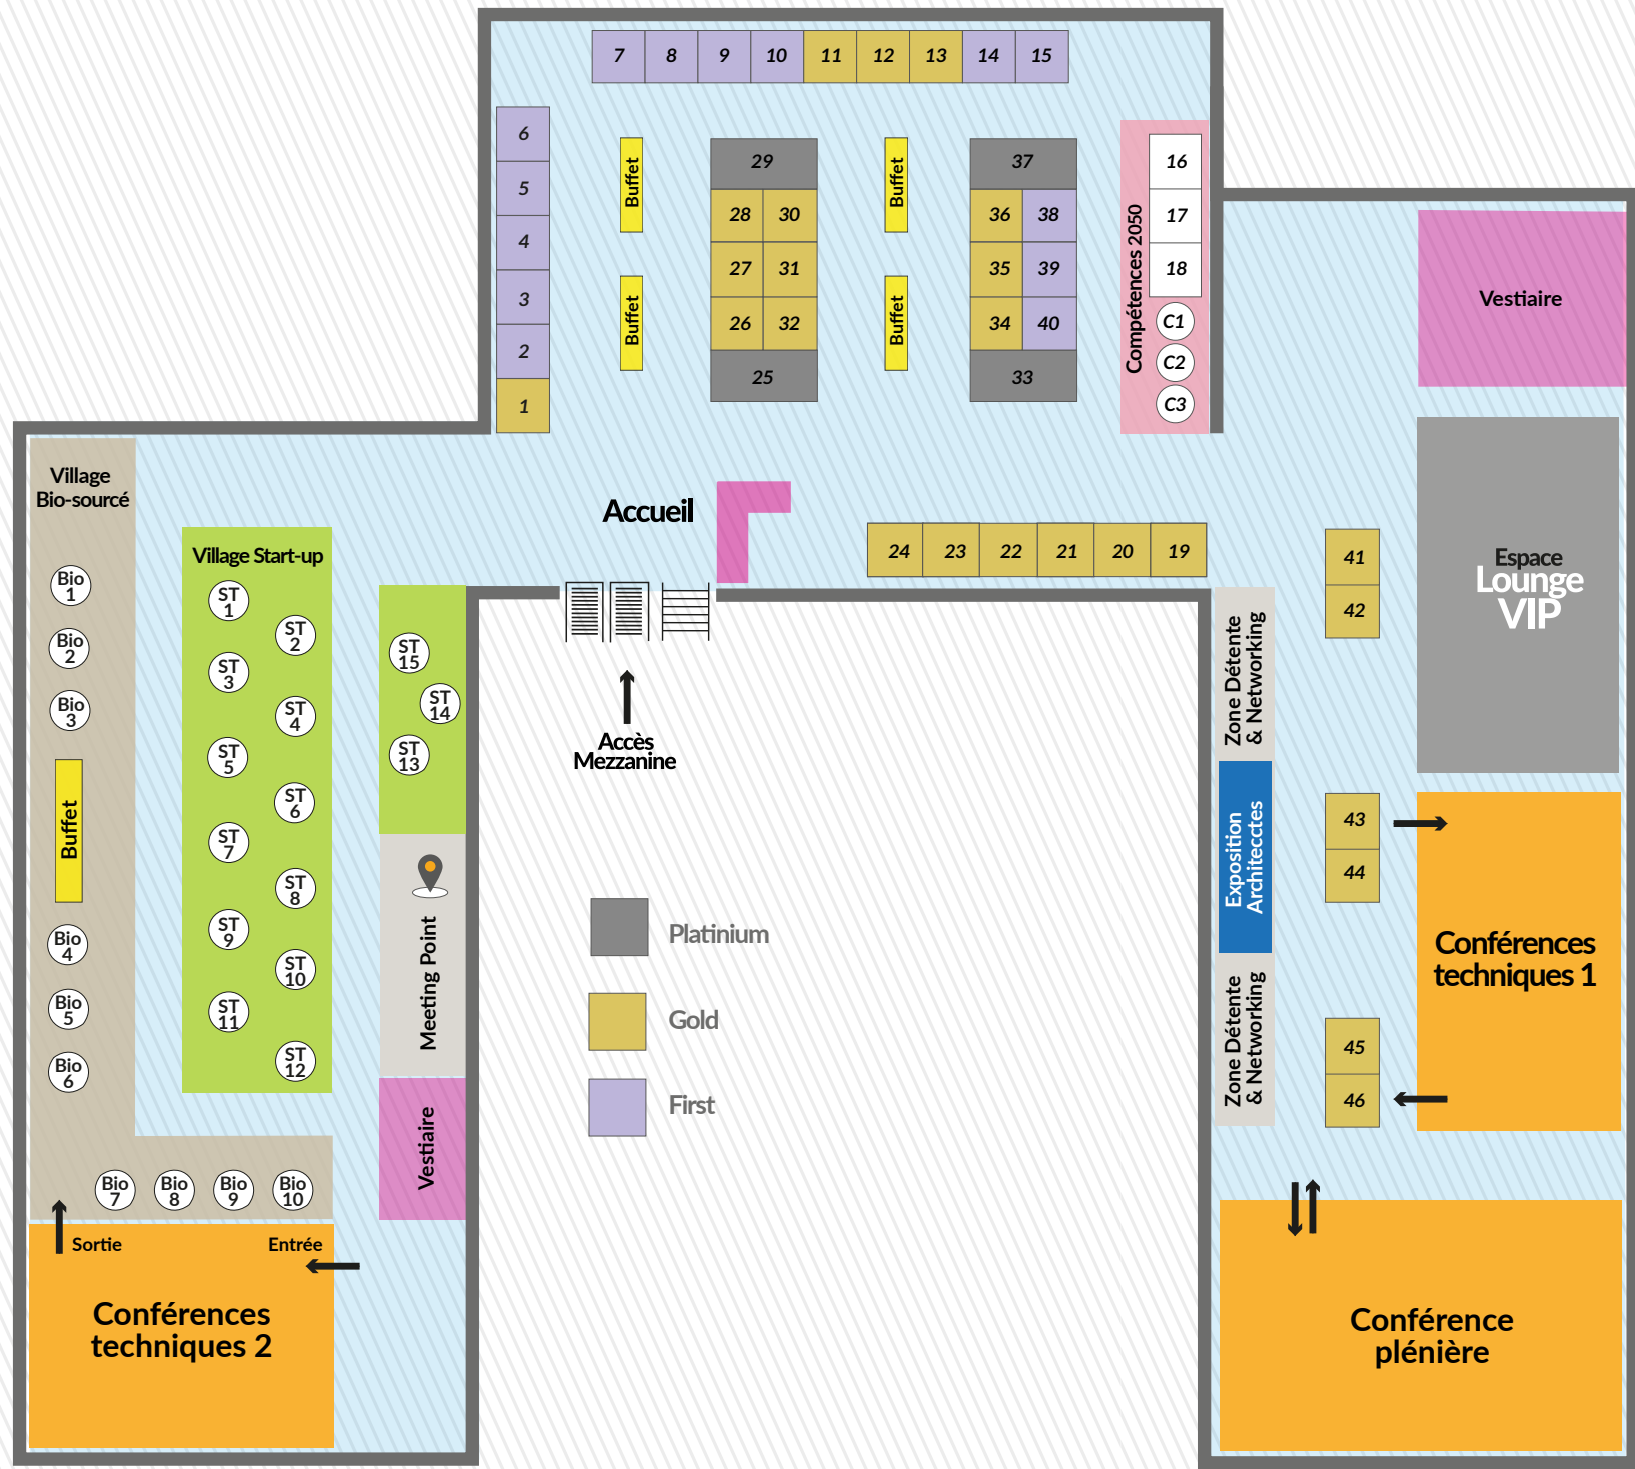 7
8
9
10
11
12
13
14
15
6
5
4
3
2
1
Buffet
Buffet
29
28
30
27
31
26
32
25
Buffet
Buffet
37
36
38
35
39
34
40
33
Compétences 2050
16
17
18
C1
C2
C3
Vestiaire
Village
Bio-sourcé
Bio
1
Bio
2
Bio
3
Buffet
Bio
4
Bio
5
Bio
6
Bio
7
Bio
8
Bio
9
Bio
10
Village Start-up
ST
1
ST
2
ST
3
ST
4
ST
5
ST
6
ST
7
ST
8
ST
9
ST
10
ST
11
ST
12
ST
15
ST
14
ST
13
Meeting Point
Vestiaire
Sortie
Entrée
Conférences
techniques 2
Accueil
Accès
Mezzanine
24
23
22
21
20
19
Platinium
Gold
First
Zone Détente
& Networking
Exposition
Architecctes
Zone Détente
& Networking
41
42
43
44
45
46
Espace
Lounge
VIP
Conférences
techniques 1
Conférence
plénière